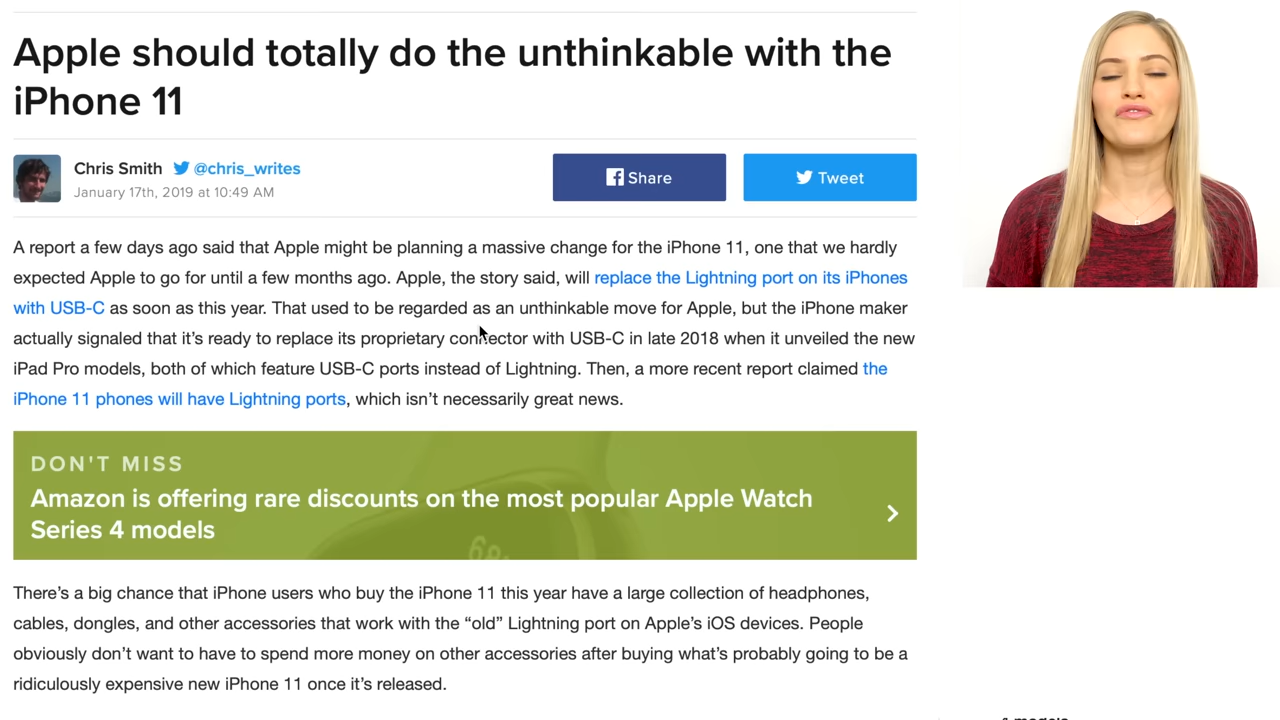 Apple should totally do the unthinkable with the
iPhone 11
Chris Smith @chris_writes
January 17th, 2019 at 10:49 AM
Share
Tweet
A report a few days ago said that Apple might be planning a massive change for the iPhone 11, one that we hardly
expected Apple to go for until a few months ago. Apple, the story said, will replace the Lightning port on its iPhones
with USB-C as soon as this year. That used to be regarded as an unthinkable move for Apple, but the iPhone maker
actually signaled that it’s ready to replace its proprietary connector with USB-C in late 2018 when it unveiled the new
iPad Pro models, both of which feature USB-C ports instead of Lightning. Then, a more recent report claimed the
iPhone 11 phones will have Lightning ports, which isn’t necessarily great news.
DON'T MISS
Amazon is offering rare discounts on the most popular Apple Watch
Series 4 models
There’s a big chance that iPhone users who buy the iPhone 11 this year have a large collection of headphones,
cables, dongles, and other accessories that work with the “old” Lightning port on Apple’s iOS devices. People
obviously don’t want to have to spend more money on other accessories after buying what’s probably going to be a
ridiculously expensive new iPhone 11 once it’s released.